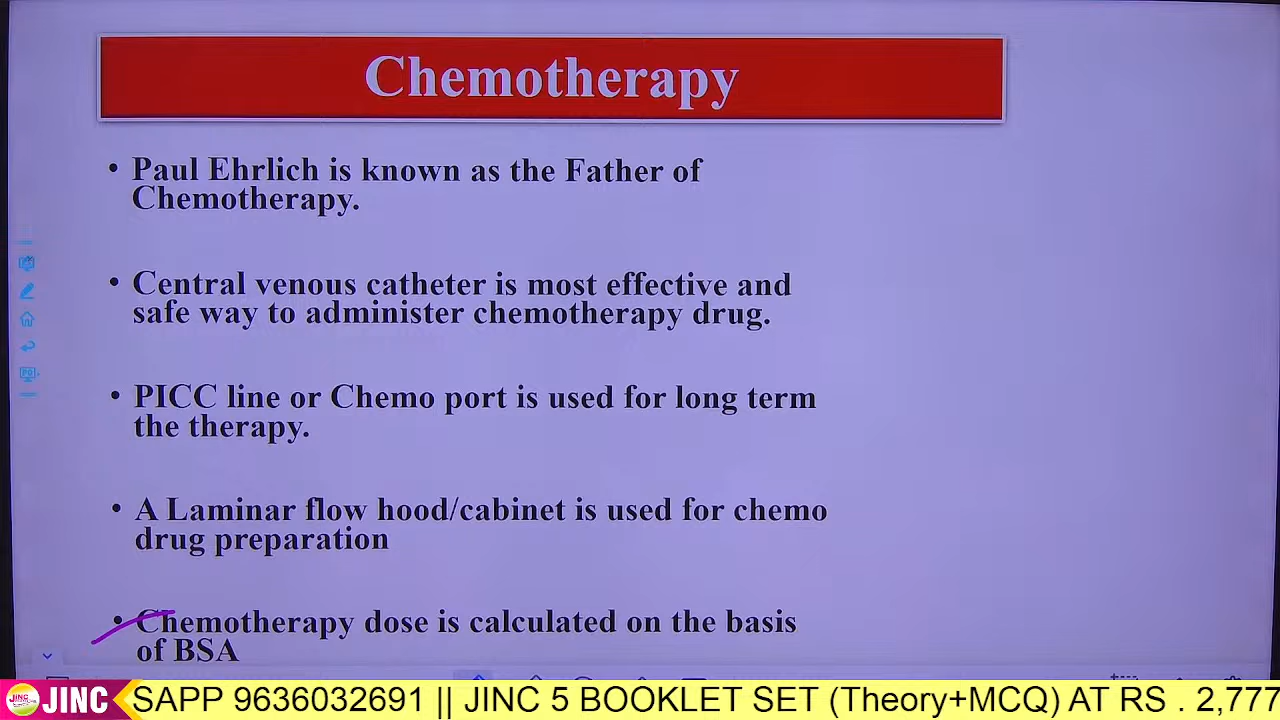 Chemotherapy
• Paul Ehrlich is known as the Father of
Chemotherapy.
• Central venous catheter is most effective and
safe way to administer chemotherapy drug.
• PICC line or Chemo port is used for long term
the therapy.
• A Laminar flow hood/cabinet is used for chemo
drug preparation
• Chemotherapy dose is calculated on the basis
of BSA
JINC
JINC
SAPP 9636032691 || JINC 5 BOOKLET SET (Theory+MCQ) AT RS . 2,777